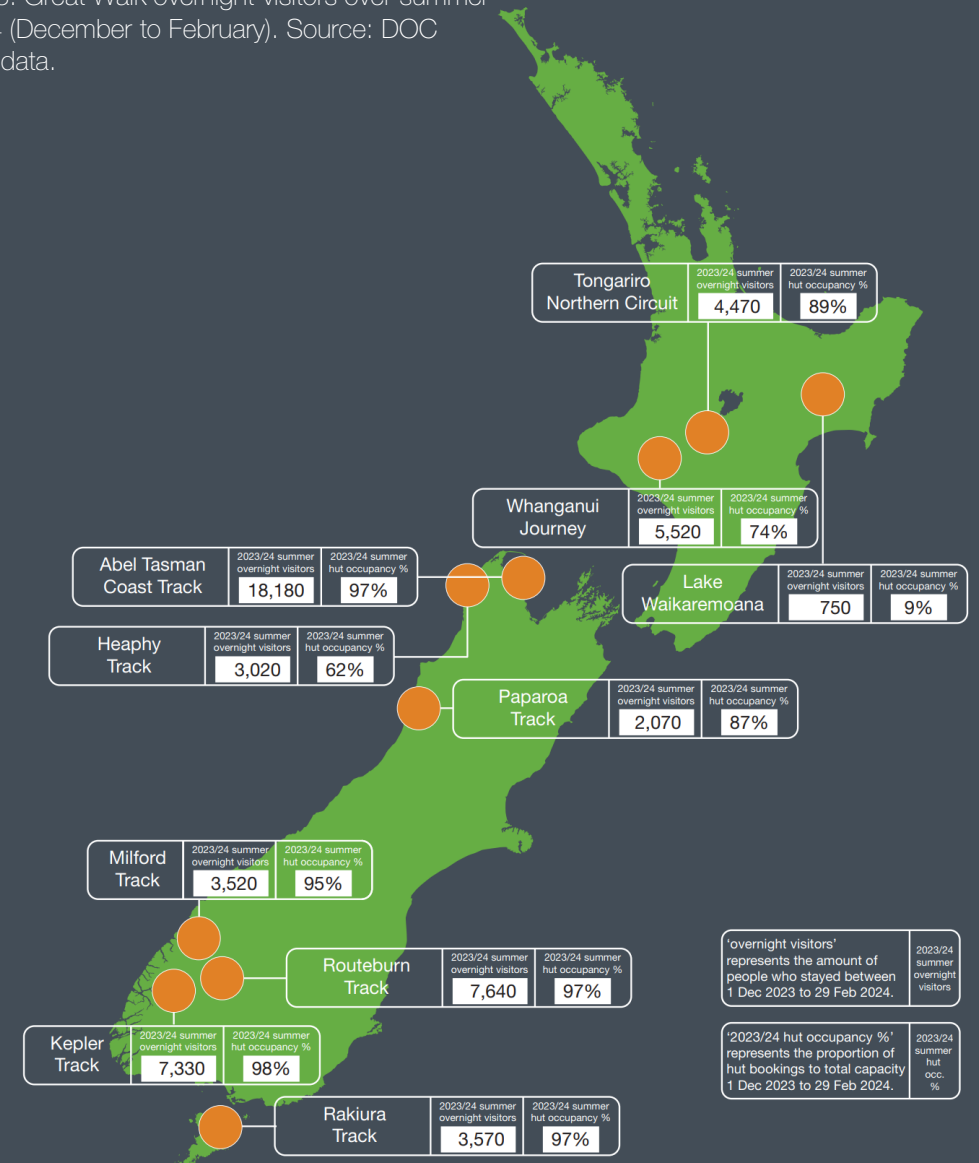 Great Walk overnight visitors over summer
(December to February). Source: DOC
data.
Tongariro
Northern Circuit
2023/24 summer
overnight visitors
4,470
2023/24 summer
hut occupancy %
89%
Whanganui
Journey
2023/24 summer
overnight visitors
5,520
2023/24 summer
hut occupancy %
74%
Abel Tasman
Coast Track
2023/24 summer
overnight visitors
18,180
2023/24 summer
hut occupancy %
97%
Lake
Waikaremoana
2023/24 summer
overnight visitors
750
2023/24 summer
hut occupancy %
9%
Heaphy
Track
2023/24 summer
overnight visitors
3,020
2023/24 summer
hut occupancy %
62%
Paparoa
Track
2023/24 summer
overnight visitors
2,070
2023/24 summer
hut occupancy %
87%
Milford
Track
2023/24 summer
overnight visitors
3,520
2023/24 summer
hut occupancy %
95%
Routeburn
Track
2023/24 summer
overnight visitors
7,640
2023/24 summer
hut occupancy %
97%
Kepler
Track
2023/24 summer
overnight visitors
7,330
2023/24 summer
hut occupancy %
98%
Rakiura
Track
2023/24 summer
overnight visitors
3,570
2023/24 summer
hut occupancy %
97%
'overnight visitors'
represents the amount of
people who stayed between
1 Dec 2023 to 29 Feb 2024.
2023/24
summer
overnight
visitors
'2023/24 hut occupancy %'
represents the proportion of
hut bookings to total capacity
1 Dec 2023 to 29 Feb 2024.
2023/24
summer
hut
occ.
%